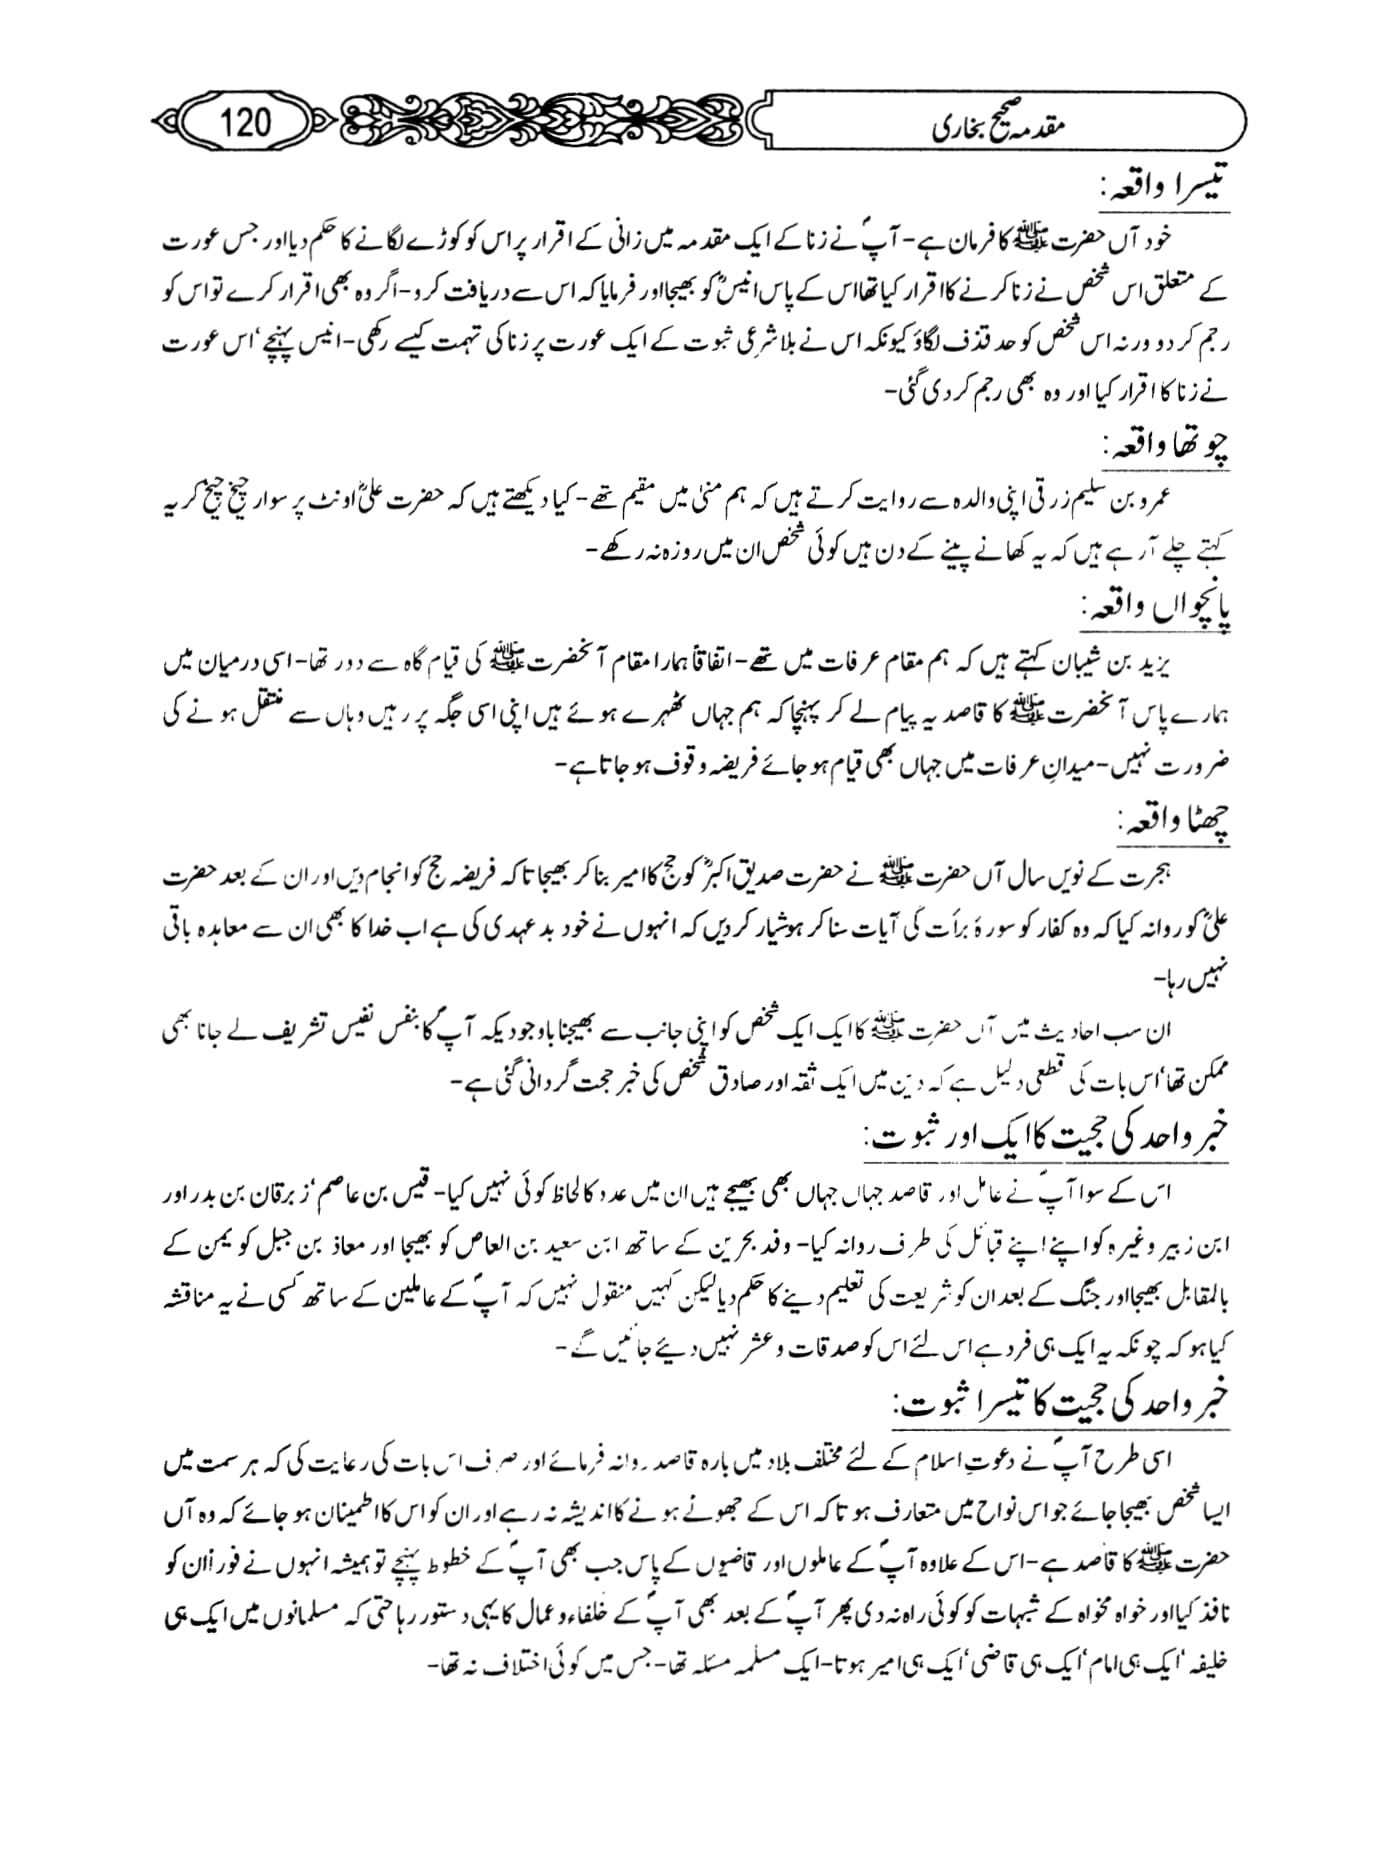 مقدمہ صحیح بخاری
120
تیسرا واقعہ:
خود آں حضرت ﷺ کا فرمان ہے- آپؐ نے زنا کے ایک مقدمہ میں زانی کے اقرار پر اس کو کوڑے لگانے کا حکم دیا اور جس عورت
کے متعلق اس شخص نے زنا کرنے کا اقرار کیا تھا اس کے پاس انیسؓ کو بھیجا اور فرمایا کہ اس سے دریافت کرو- اگر وہ بھی اقرار کرے تو اس کو
رجم کر دو ورنہ اس شخص کو حد قذف لگاؤ کیونکہ اس نے بلا شرعی ثبوت کے ایک عورت پر زنا کی تہمت کیسے رکھی- انیس پہنچے‘ اس عورت
نے زنا کا اقرار کیا اور وہ بھی رجم کر دی گئی-
چوتھا واقعہ:
عمرو بن سلیم زرقی اپنی والدہ سے روایت کرتے ہیں کہ ہم منیٰ میں مقیم تھے- کیا دیکھتے ہیں کہ حضرت علیؓ اونٹ پر سوار چیخ چیخ کر یہ
کہتے چلے آ رہے ہیں کہ یہ کھانے پینے کے دن ہیں کوئی شخص ان میں روزہ نہ رکھے-
پانچواں واقعہ:
یزید بن شیبان کہتے ہیں کہ ہم مقام عرفات میں تھے- اتفاقاً ہمارا مقام آنحضرت ﷺ کی قیام گاہ سے دور تھا- اسی درمیان میں
ہمارے پاس آنحضرت ﷺ کا قاصد یہ پیام لے کر پہنچا کہ ہم جہاں ٹھہرے ہوئے ہیں اپنی اسی جگہ پر رہیں وہاں سے منتقل ہونے کی
ضرورت نہیں- میدانِ عرفات میں جہاں بھی قیام ہو جائے فریضہ وقوف ہو جاتا ہے-
چھٹا واقعہ:
ہجرت کے نویں سال آں حضرت ﷺ نے حضرت صدیق اکبرؓ کو حج کا امیر بنا کر بھیجا تاکہ فریضہ حج کو انجام دیں اور ان کے بعد حضرت
علیؓ کو روانہ کیا کہ وہ کفار کو سورۂ برأت کی آیات سنا کر ہوشیار کر دیں کہ انہوں نے خود بد عہدی کی ہے اب خدا کا بھی ان سے معاہدہ باقی
نہیں رہا-
ان سب احادیث میں آں حضرت ﷺ کا ایک ایک شخص کو اپنی جانب سے بھیجنا باوجودیکہ آپؐ کا بنفس نفیس تشریف لے جانا بھی
ممکن تھا‘ اس بات کی قطعی دلیل ہے کہ دین میں ایک ثقہ اور صادق شخص کی خبر حجت گردانی گئی ہے-
خبر واحد کی حجیت کا ایک اور ثبوت:
اس کے سوا آپؐ نے عامل اور قاصد جہاں جہاں بھی بھیجے ہیں ان میں عدد کا لحاظ کوئی نہیں کیا- قیس بن عاصم‘ زبرقان بن بدر اور
ابن زبیر وغیرہ کو اپنے اپنے قبائل کی طرف روانہ کیا- وفد بحرین کے ساتھ ابن سعید بن العاص کو بھیجا اور معاذ بن جبل کو یمن کے
بالمقابل بھیجا اور جنگ کے بعد ان کو شریعت کی تعلیم دینے کا حکم دیا لیکن کہیں منقول نہیں کہ آپؐ کے عاملین کے ساتھ کسی نے یہ مناقشہ
کیا ہو کہ چونکہ یہ ایک ہی فرد ہے اس لئے اس کو صدقات و عشر نہیں دیئے جائیں گے-
خبر واحد کی حجیت کا تیسرا ثبوت:
اسی طرح آپؐ نے دعوتِ اسلام کے لئے مختلف بلاد میں بارہ قاصد روانہ فرمائے اور صرف اس بات کی رعایت کی کہ ہر سمت میں
ایسا شخص بھیجا جائے جو اس نواح میں متعارف ہو تاکہ اس کے جھوٹے ہونے کا اندیشہ نہ رہے اور ان کو اس کا اطمینان ہو جائے کہ وہ آں
حضرت ﷺ کا قاصد ہے- اس کے علاوہ آپؐ کے عاملوں اور قاضیوں کے پاس جب بھی آپؐ کے خطوط پہنچے تو ہمیشہ انہوں نے فوراً ان کو
نافذ کیا اور خواہ مخواہ کے شبہات کو کوئی راہ نہ دی پھر آپؐ کے بعد بھی آپؐ کے خلفاء و عمال کا یہی دستور رہا حتی کہ مسلمانوں میں ایک ہی
خلیفہ‘ ایک ہی امام‘ ایک ہی قاضی‘ ایک ہی امیر ہوتا- ایک مسلمہ مسئلہ تھا- جس میں کوئی اختلاف نہ تھا-